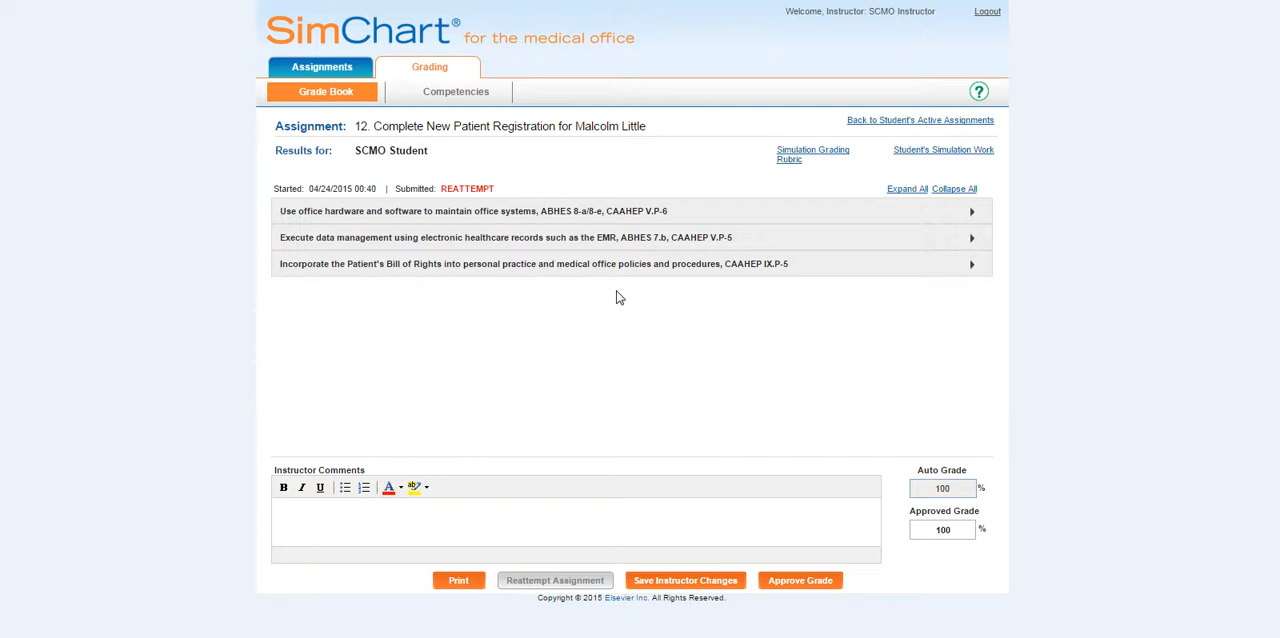 Welcome, Instructor: SCMO Instructor Logout
SimChart® for the medical office
Assignments Grading
Grade Book Competencies ?
Back to Student's Active Assignments
Assignment: 12. Complete New Patient Registration for Malcolm Little
Results for: SCMO Student
Simulation Grading Rubric
Student's Simulation Work
Started: 04/24/2015 00:40 | Submitted: REATTEMPT Expand All Collapse All
Use office hardware and software to maintain office systems, ABHES 8-a/8-e, CAAHEP V.P-6
Execute data management using electronic healthcare records such as the EMR, ABHES 7.b, CAAHEP V.P-5
Incorporate the Patient's Bill of Rights into personal practice and medical office policies and procedures, CAAHEP IX.P-5
Instructor Comments
B I U A ab
Auto Grade
100 %
Approved Grade
100 %
Print Reattempt Assignment Save Instructor Changes Approve Grade
Copyright © 2015 Elsevier Inc. All Rights Reserved.